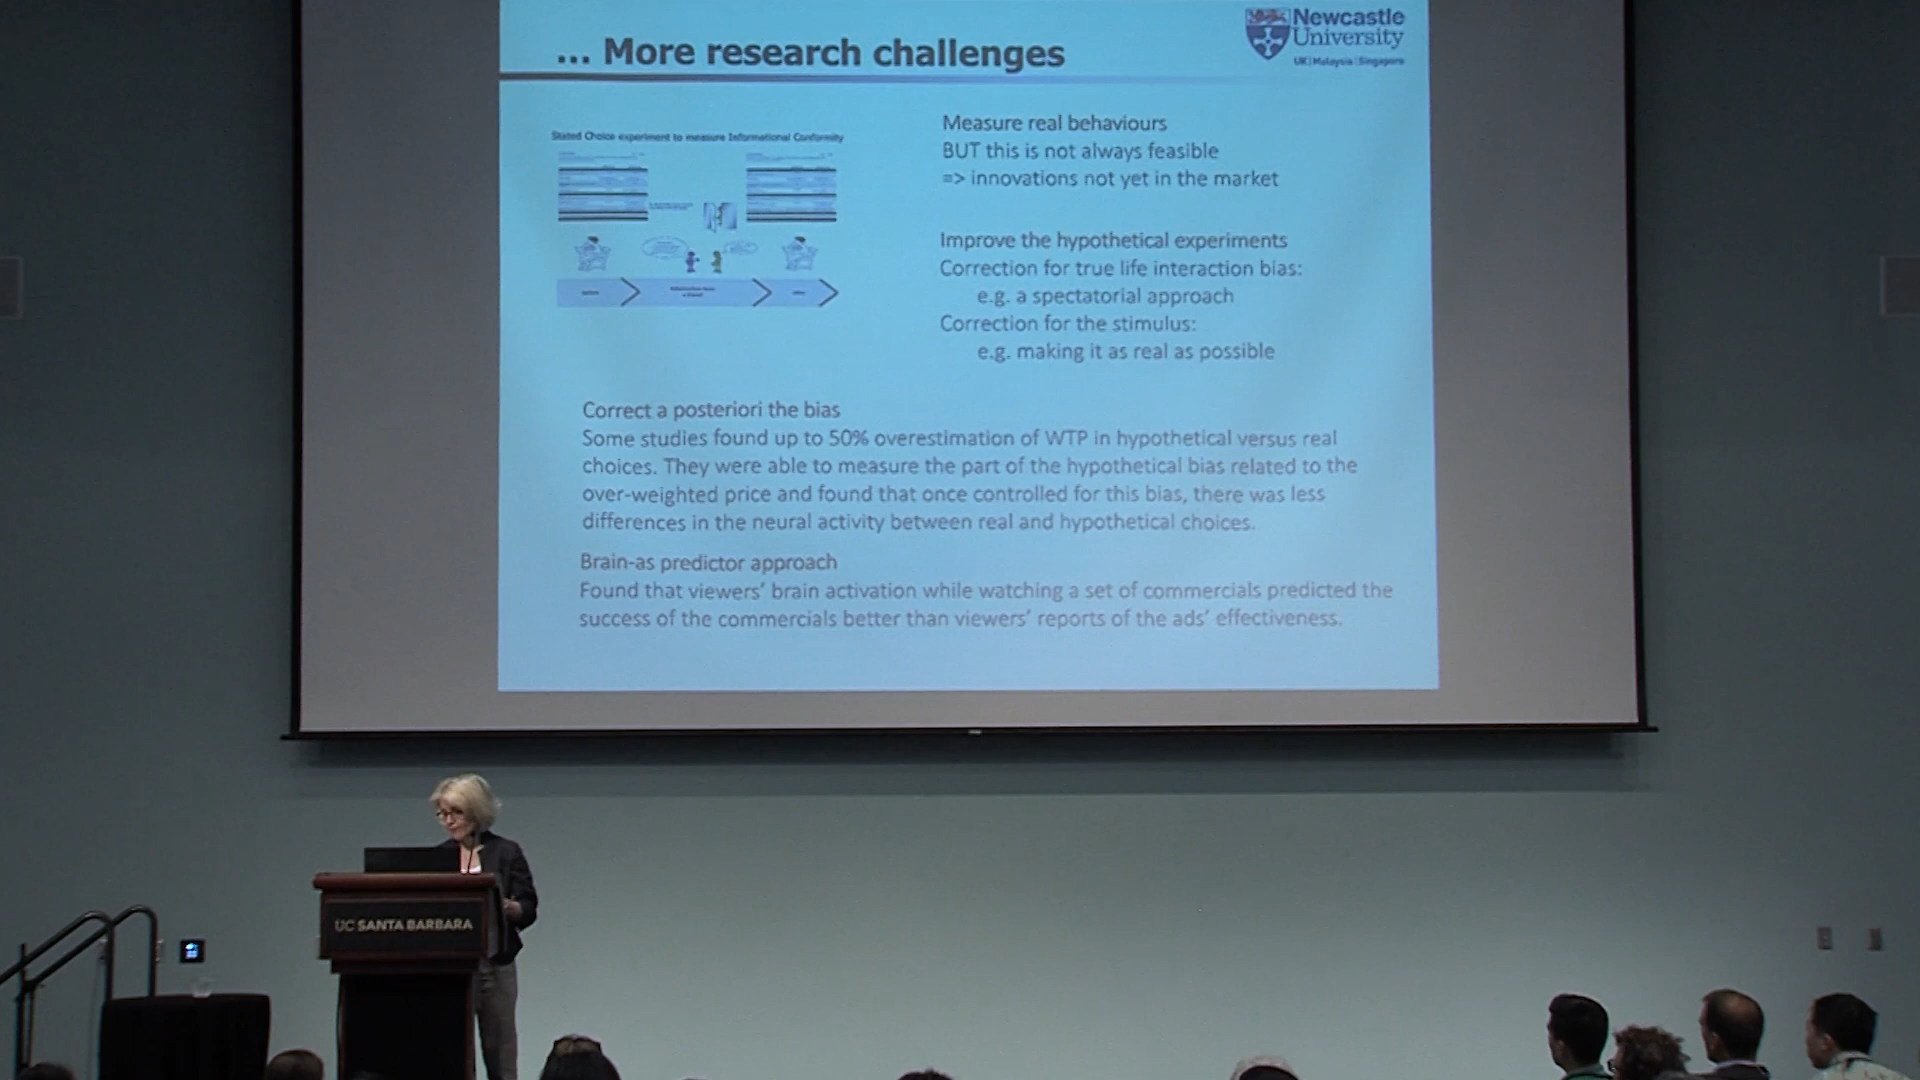 ... More research challenges
Newcastle
University
UK | Malaysia | Singapore
Stated Choice experiment to measure Informational Conformity
Measure real behaviours
BUT this is not always feasible
=> innovations not yet in the market
Improve the hypothetical experiments
Correction for true life interaction bias:
e.g. a spectatorial approach
Correction for the stimulus:
e.g. making it as real as possible
Correct a posteriori the bias
Some studies found up to 50% overestimation of WTP in hypothetical versus real
choices. They were able to measure the part of the hypothetical bias related to the
over-weighted price and found that once controlled for this bias, there was less
differences in the neural activity between real and hypothetical choices.
Brain-as predictor approach
Found that viewers' brain activation while watching a set of commercials predicted the
success of the commercials better than viewers' reports of the ads' effectiveness.
UC SANTA BARBARA